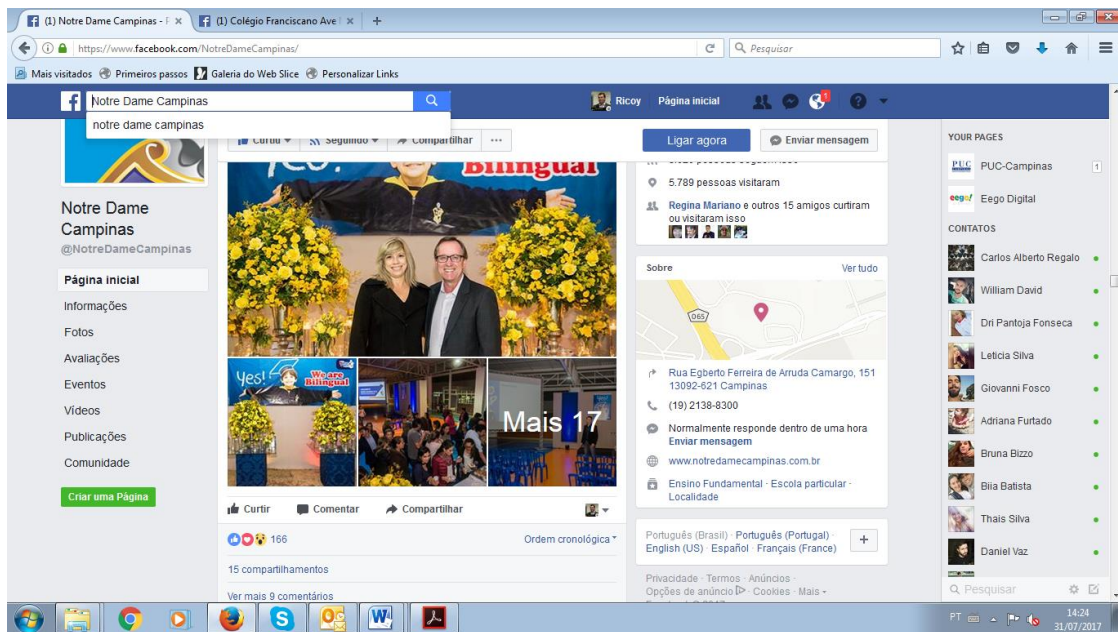 (1) Notre Dame Campinas - F
(1) Colégio Franciscano Ave
https://www.facebook.com/NotreDameCampinas/
Pesquisar
Mais visitados Primeiros passos Galeria do Web Slice Personalizar Links
Notre Dame Campinas
Ricoy Página inicial
notre dame campinas
Curtiu Seguindo Compartilhar ...
Ligar agora
Enviar mensagem
Notre Dame
Campinas
@NotreDameCampinas
Página inicial
Informações
Fotos
Avaliações
Eventos
Vídeos
Publicações
Comunidade
Criar uma Página
Yes!
Bilingual
Yes! We are
Bilingual
Mais 17
Curtir Comentar Compartilhar
166
Ordem cronológica
15 compartilhamentos
Ver mais 9 comentários
5.789 pessoas visitaram
Regina Mariano e outros 15 amigos curtiram
ou visitaram isso
Sobre Ver tudo
D65
Rua Egberto Ferreira de Arruda Camargo, 151
13092-621 Campinas
(19) 2138-8300
Normalmente responde dentro de uma hora
Enviar mensagem
www.notredamecampinas.com.br
Ensino Fundamental · Escola particular ·
Localidade
Português (Brasil) · Português (Portugal) ·
English (US) · Español · Français (France)
Privacidade · Termos · Anúncios ·
Opções de anúncio · Cookies · Mais
YOUR PAGES
PUC-Campinas 1
Eego Digital
CONTATOS
Carlos Alberto Regalo
William David
Dri Pantoja Fonseca
Leticia Silva
Giovanni Fosco
Adriana Furtado
Bruna Bizzo
Biia Batista
Thais Silva
Daniel Vaz
Pesquisar
PT
14:24
31/07/2017